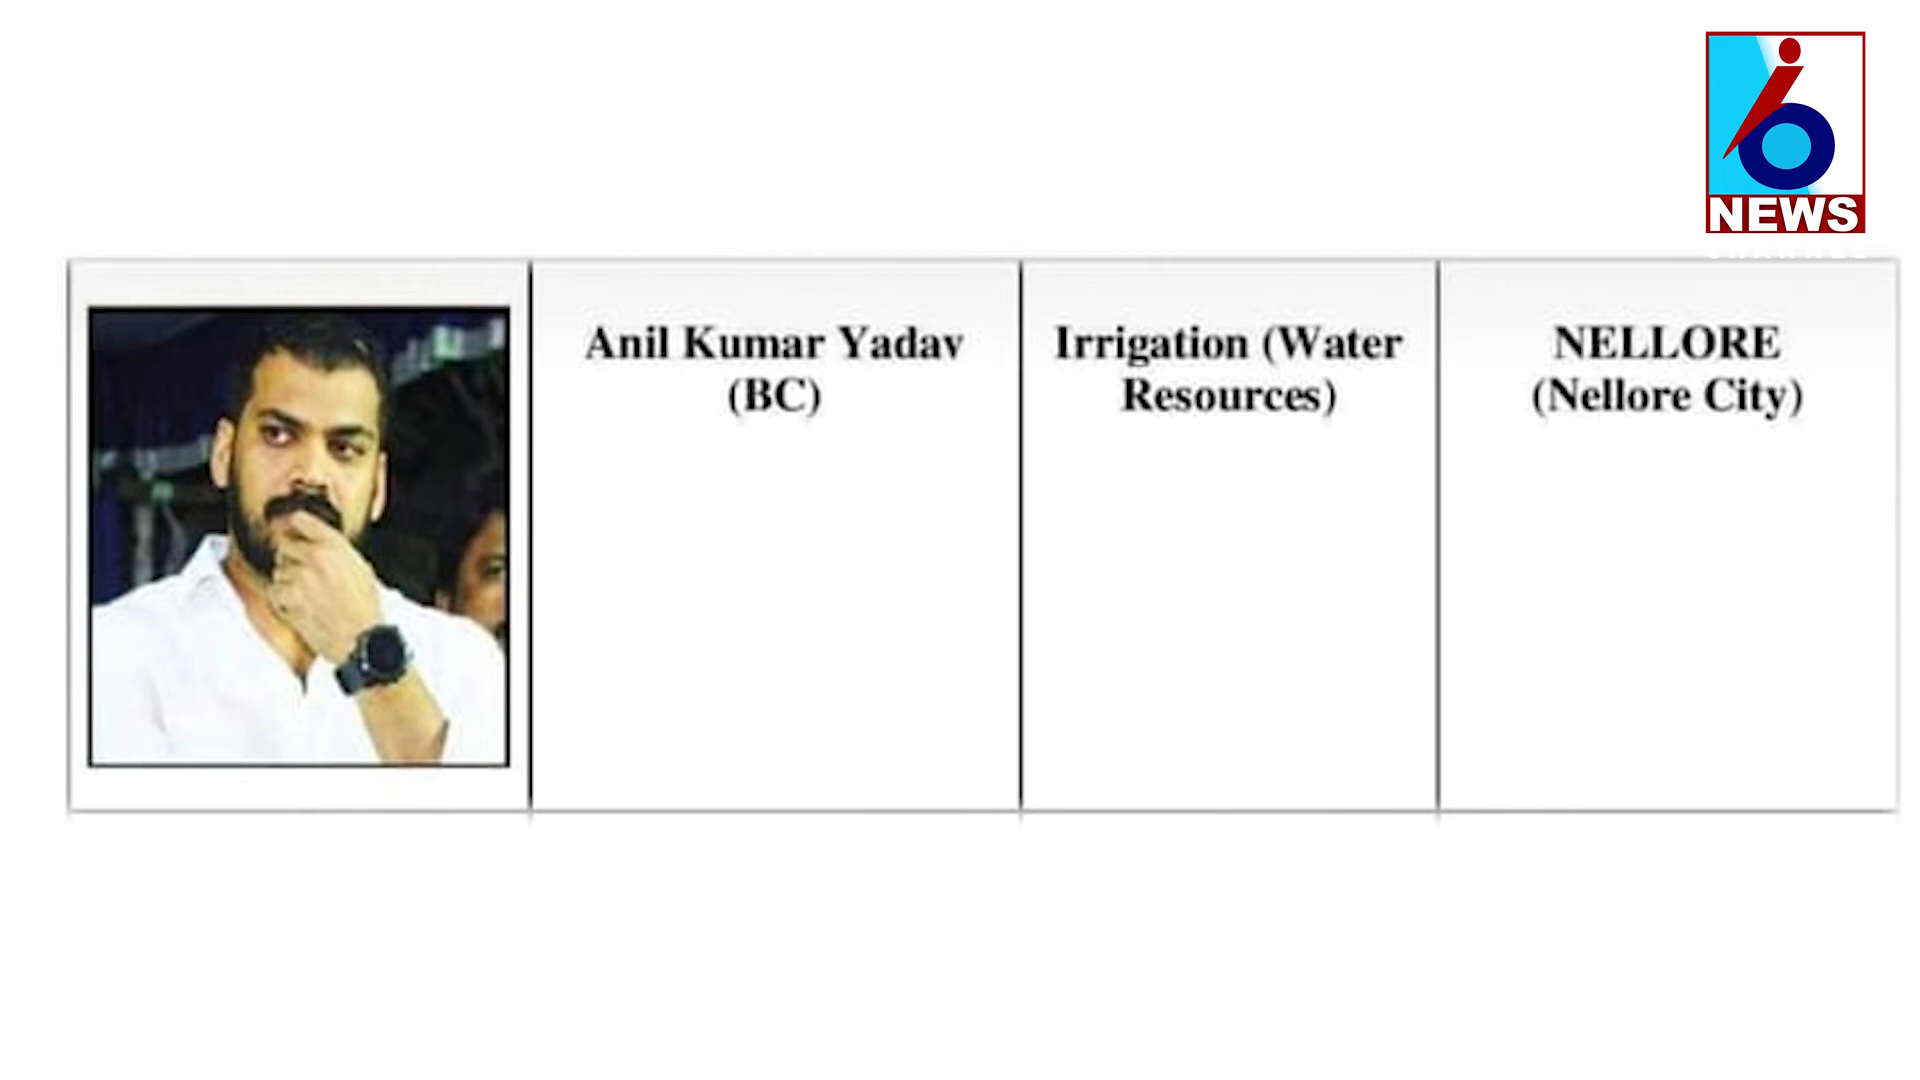 NEWS
Anil Kumar Yadav
(BC)
Irrigation (Water
Resources)
NELLORE
(Nellore City)